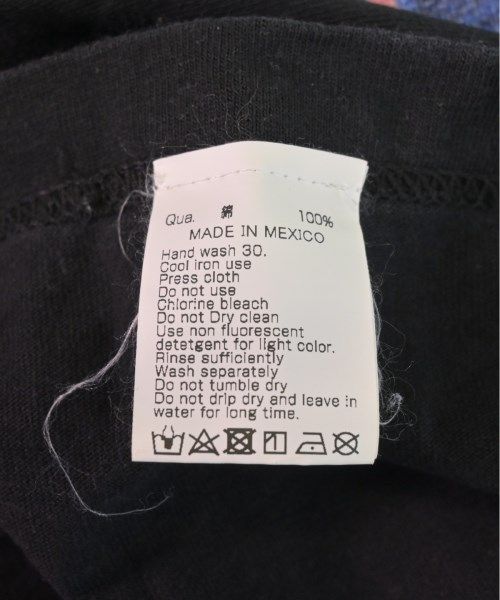 Qua. 綿 100%
MADE IN MEXICO
Hand wash 30.
Cool iron use
Press cloth
Do not use
Chlorine bleach
Do not Dry clean
Use non fluorescent
detetgent for light color.
Rinse sufficiently
Wash separately
Do not tumble dry
Do not drip dry and leave in
water for long time.